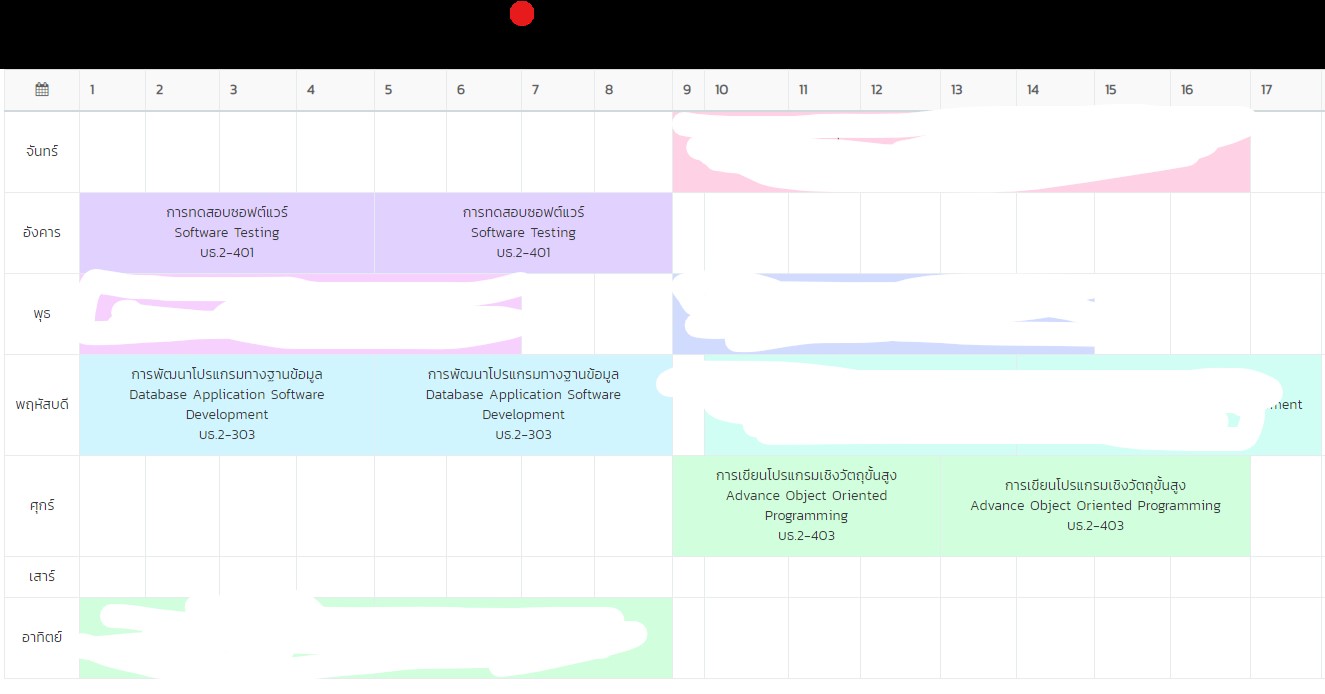 1 2 3 4 5 6 7 8 9 10 11 12 13 14 15 16 17
จันทร์
อังคาร
การทดสอบซอฟต์แวร์
Software Testing
บธ.2-401
การทดสอบซอฟต์แวร์
Software Testing
บธ.2-401
พุธ
พฤหัสบดี
การพัฒนาโปรแกรมทางฐานข้อมูล
Database Application Software
Development
บธ.2-303
การพัฒนาโปรแกรมทางฐานข้อมูล
Database Application Software
Development
บธ.2-303
ment
ศุกร์
การเขียนโปรแกรมเชิงวัตถุขั้นสูง
Advance Object Oriented
Programming
บธ.2-403
การเขียนโปรแกรมเชิงวัตถุขั้นสูง
Advance Object Oriented Programming
บธ.2-403
เสาร์
อาทิตย์